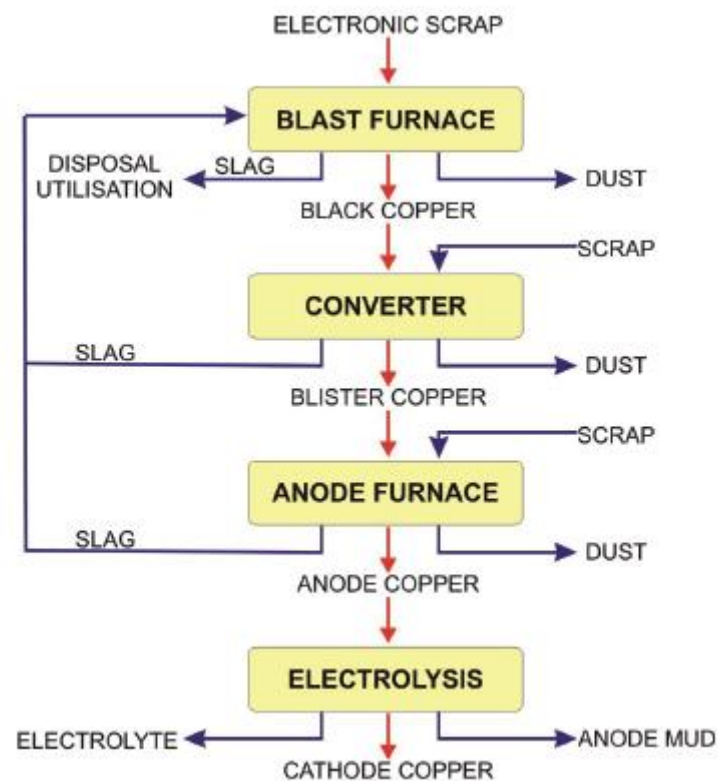 ELECTRONIC SCRAP
BLAST FURNACE
DISPOSAL
UTILISATION
SLAG
DUST
BLACK COPPER
SCRAP
CONVERTER
SLAG
DUST
BLISTER COPPER
SCRAP
ANODE FURNACE
SLAG
DUST
ANODE COPPER
ELECTROLYSIS
ELECTROLYTE
ANODE MUD
CATHODE COPPER